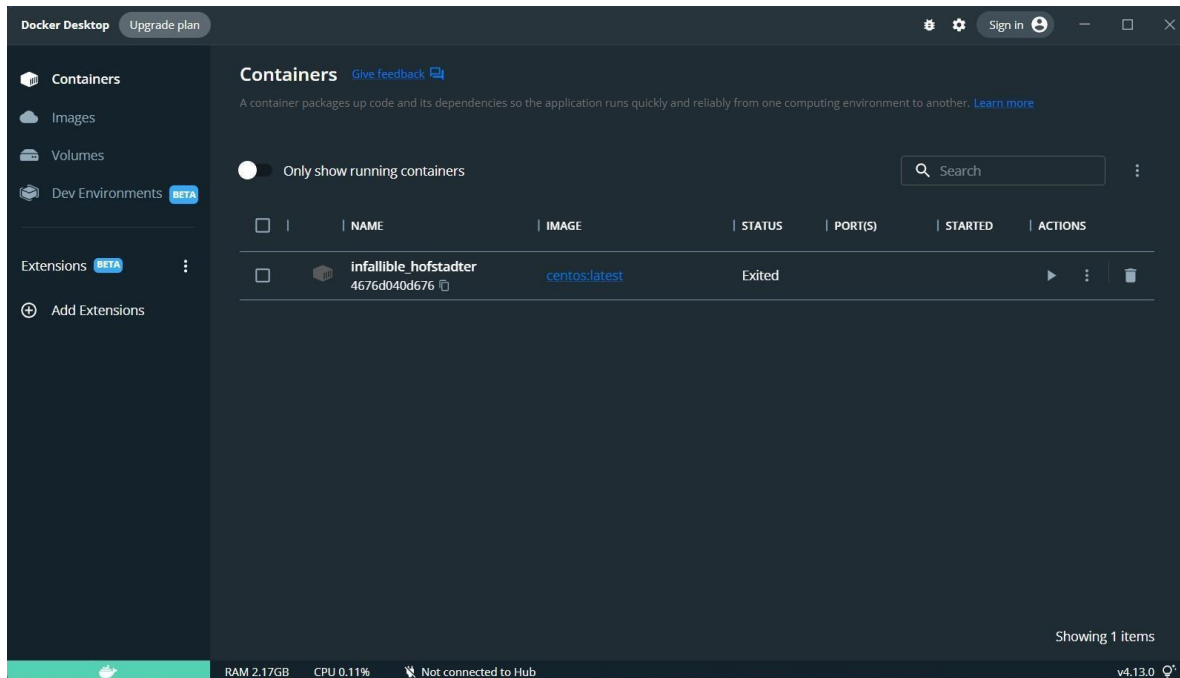 Docker Desktop Upgrade plan Sign in
Containers
Images
Volumes
Dev Environments BETA
Extensions BETA
Add Extensions
Containers Give feedback
A container packages up code and its dependencies so the application runs quickly and reliably from one computing environment to another. Learn more
Only show running containers Search
NAME IMAGE STATUS PORT(S) STARTED ACTIONS
infallible_hofstadter centos:latest Exited
4676d040d676
Showing 1 items
RAM 2.17GB CPU 0.11% Not connected to Hub v4.13.0